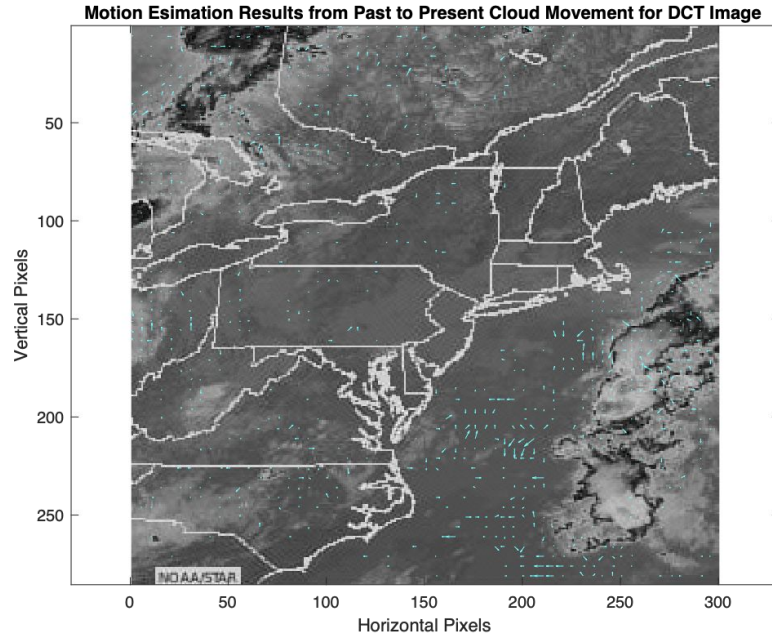 Motion Esimation Results from Past to Present Cloud Movement for DCT Image
50
100
150
200
250
Vertical Pixels
NOAA/STAR
0 50 100 150 200 250 300
Horizontal Pixels